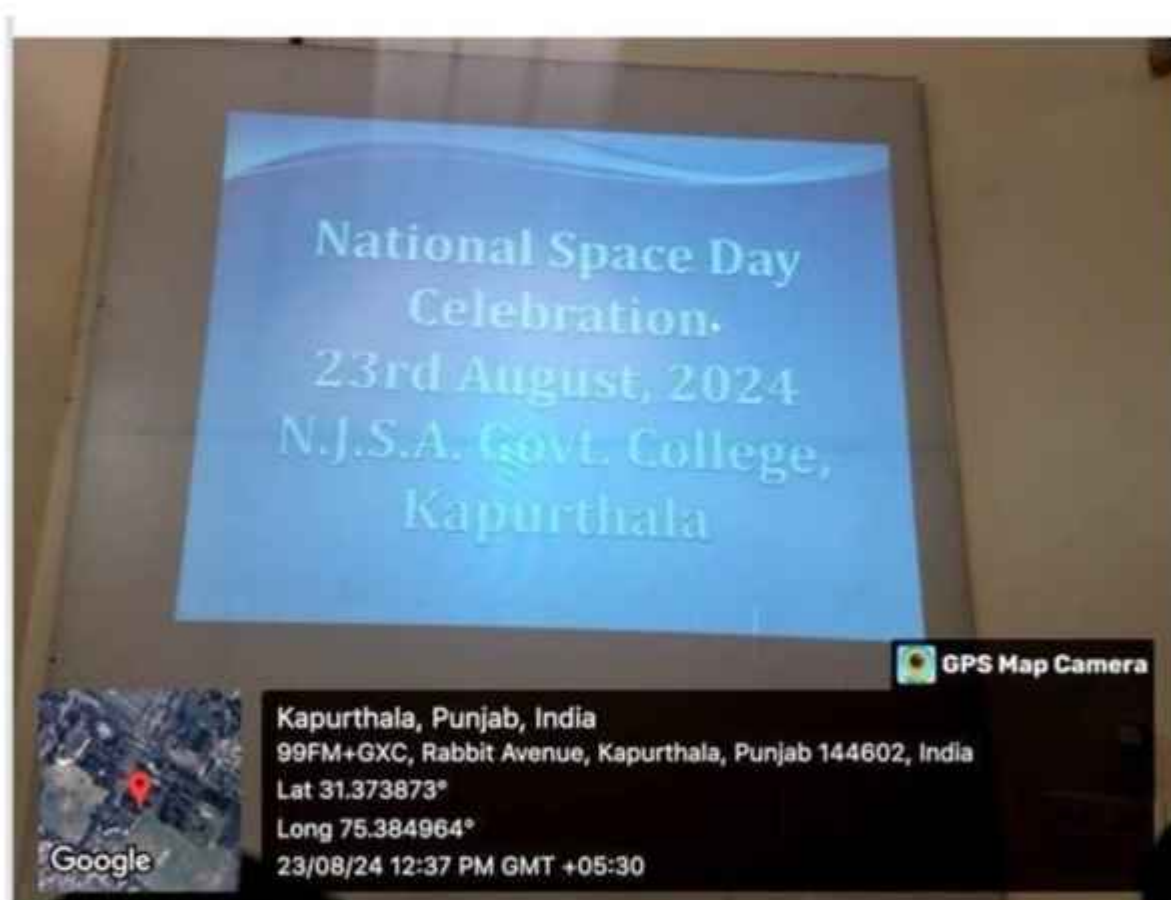 National Space Day
Celebration.
23rd August, 2024
N.J.S.A. Govt. College,
Kapurthala
GPS Map Camera
Kapurthala, Punjab, India
99FM+GXC, Rabbit Avenue, Kapurthala, Punjab 144602, India
Lat 31.373873°
Long 75.384964°
23/08/24 12:37 PM GMT +05:30
Google